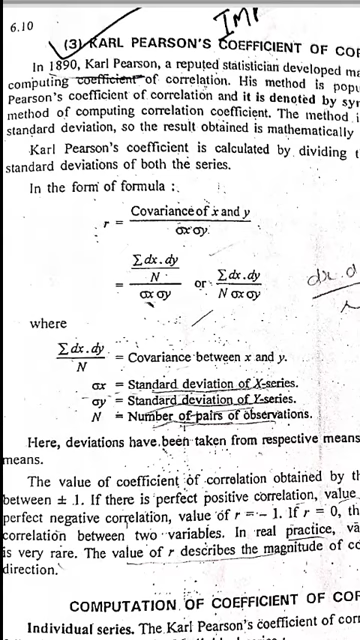 6.10
IMP
(3) KARL PEARSON'S COEFFICIENT OF COR
In 1890, Karl Pearson, a reputed statistician developed ma
computing coefficient of correlation. His method is popu
Pearson's coefficient of correlation and it is denoted by sym
method of computing correlation coefficient. The method i
standard deviation, so the result obtained is mathematically
Karl Pearson's coefficient is calculated by dividing t
standard deviations of both the series.
In the form of formula :
r = Covariance of x and y / σx σy
= Σdx.dy / N / σx σy or Σdx.dy / N σx σy
dx.d
where
Σdx.dy / N = Covariance between x and y.
σx = Standard deviation of X-series.
σy = Standard deviation of Y-series.
N = Number of pairs of observations.
Here, deviations have been taken from respective means
means.
The value of coefficient of correlation obtained by th
between ± 1. If there is perfect positive correlation, value
perfect negative correlation, value of r = – 1. If r = 0, th
correlation between two variables. In real practice, va
is very rare. The value of r describes the magnitude of co
direction.
COMPUTATION OF COEFFICIENT OF COR
Individual series. The Karl Pearson's coefficient of cor